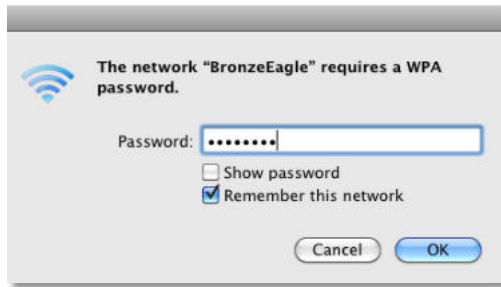 The network “BronzeEagle” requires a WPA
password.
Password: ••••••••
Show password
Remember this network
Cancel OK